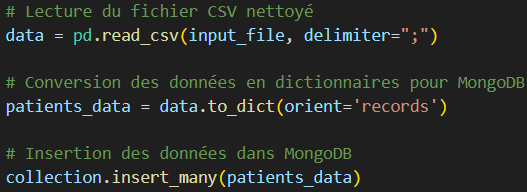 # Lecture du fichier CSV nettoyé
data = pd.read_csv(input_file, delimiter=";")
# Conversion des données en dictionnaires pour MongoDB
patients_data = data.to_dict(orient='records')
# Insertion des données dans MongoDB
collection.insert_many(patients_data)